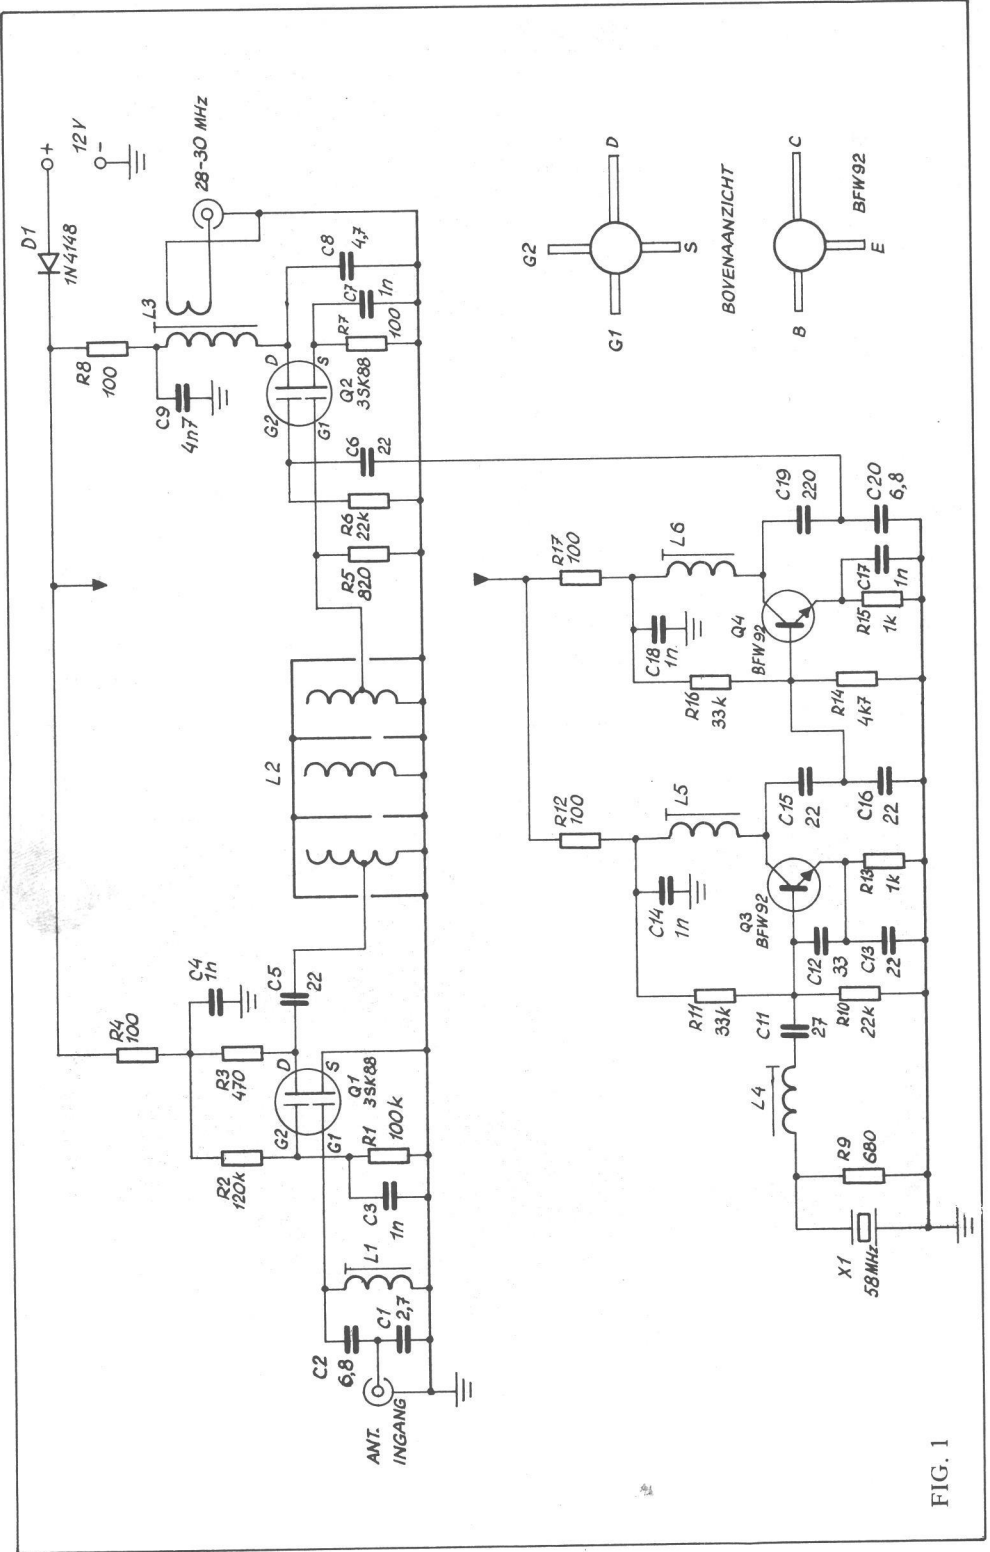 D1
1N4148
+
12V
-
R8
100
C9
4n7
L3
28-30 MHz
D
S
G2
G1
Q2
3SK88
R7
100
C7
1n
C8
4,7
C6
22
R6
22k
R5
820
L2
R4
100
C4
1n
R3
470
C5
22
R2
120k
D
S
G2
G1
Q1
3SK88
R1
100k
C3
1n
L1
C2
6,8
C1
2,7
ANT.
INGANG
G2
G1
D
S
BOVENAANZICHT
B
C
E
BFW92
R17
100
L6
C18
1n
R16
33k
Q4
BFW92
C19
220
C20
6,8
C17
1n
R15
1k
R14
4k7
R12
100
L5
C14
1n
R11
33k
Q3
BFW92
C15
22
C16
22
R13
1k
C12
33
C13
22
C11
27
R10
22k
L4
R9
680
X1
58MHz
FIG. 1